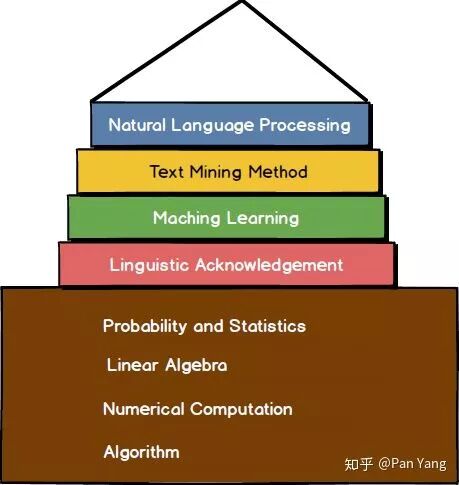 Natural Language Processing
Text Mining Method
Maching Learning
Linguistic Acknowledgement
Probability and Statistics
Linear Algebra
Numerical Computation
Algorithm
知乎 @Pan Yang